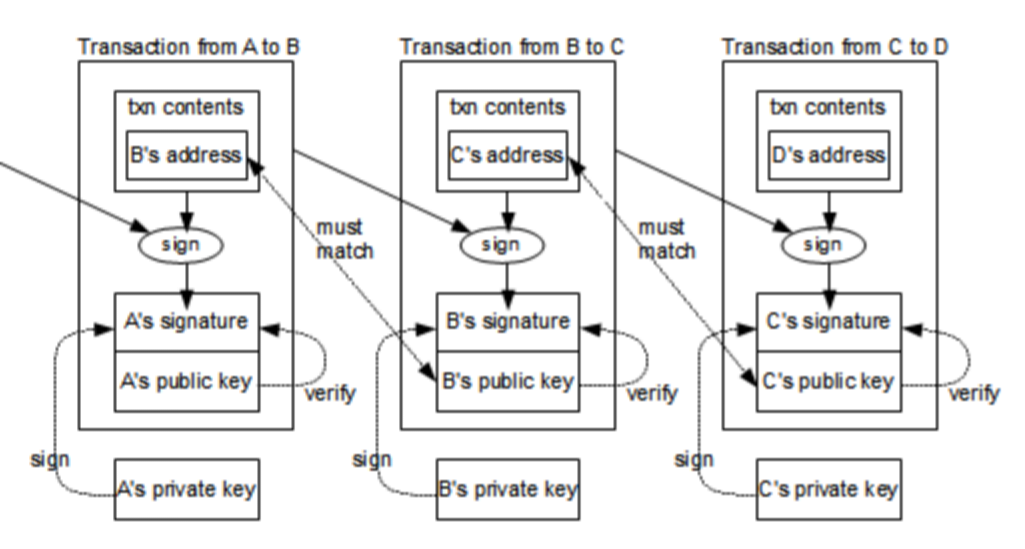 Transaction from A to B
txn contents
B's address
sign
A's signature
A's public key
verify
sign
A's private key
must
match
Transaction from B to C
txn contents
C's address
sign
B's signature
B's public key
verify
sign
B's private key
must
match
Transaction from C to D
txn contents
D's address
sign
C's signature
C's public key
verify
sign
C's private key